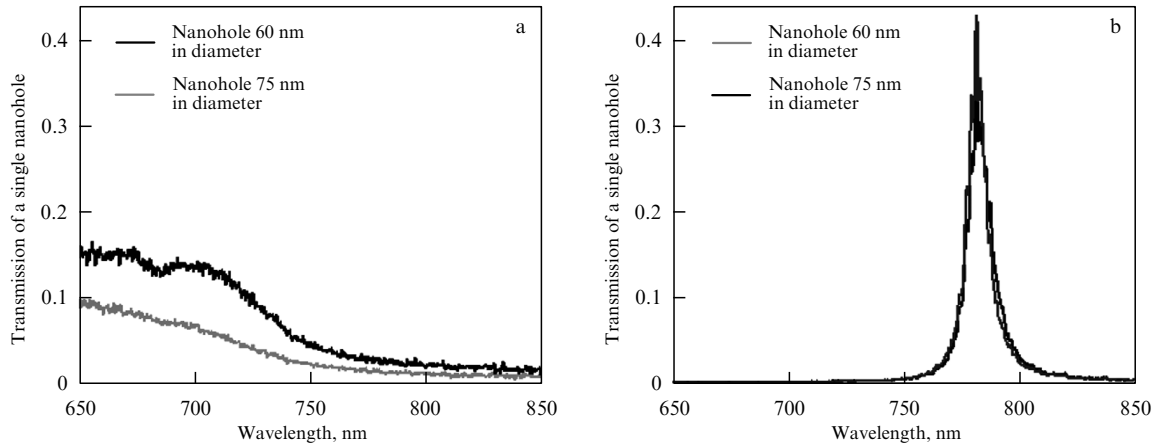 a
Nanohole 60 nm
in diameter
Nanohole 75 nm
in diameter
Transmission of a single nanohole
0.4
0.3
0.2
0.1
0
650 700 750 800 850
Wavelength, nm
b
Nanohole 60 nm
in diameter
Nanohole 75 nm
in diameter
Transmission of a single nanohole
0.4
0.3
0.2
0.1
0
650 700 750 800 850
Wavelength, nm